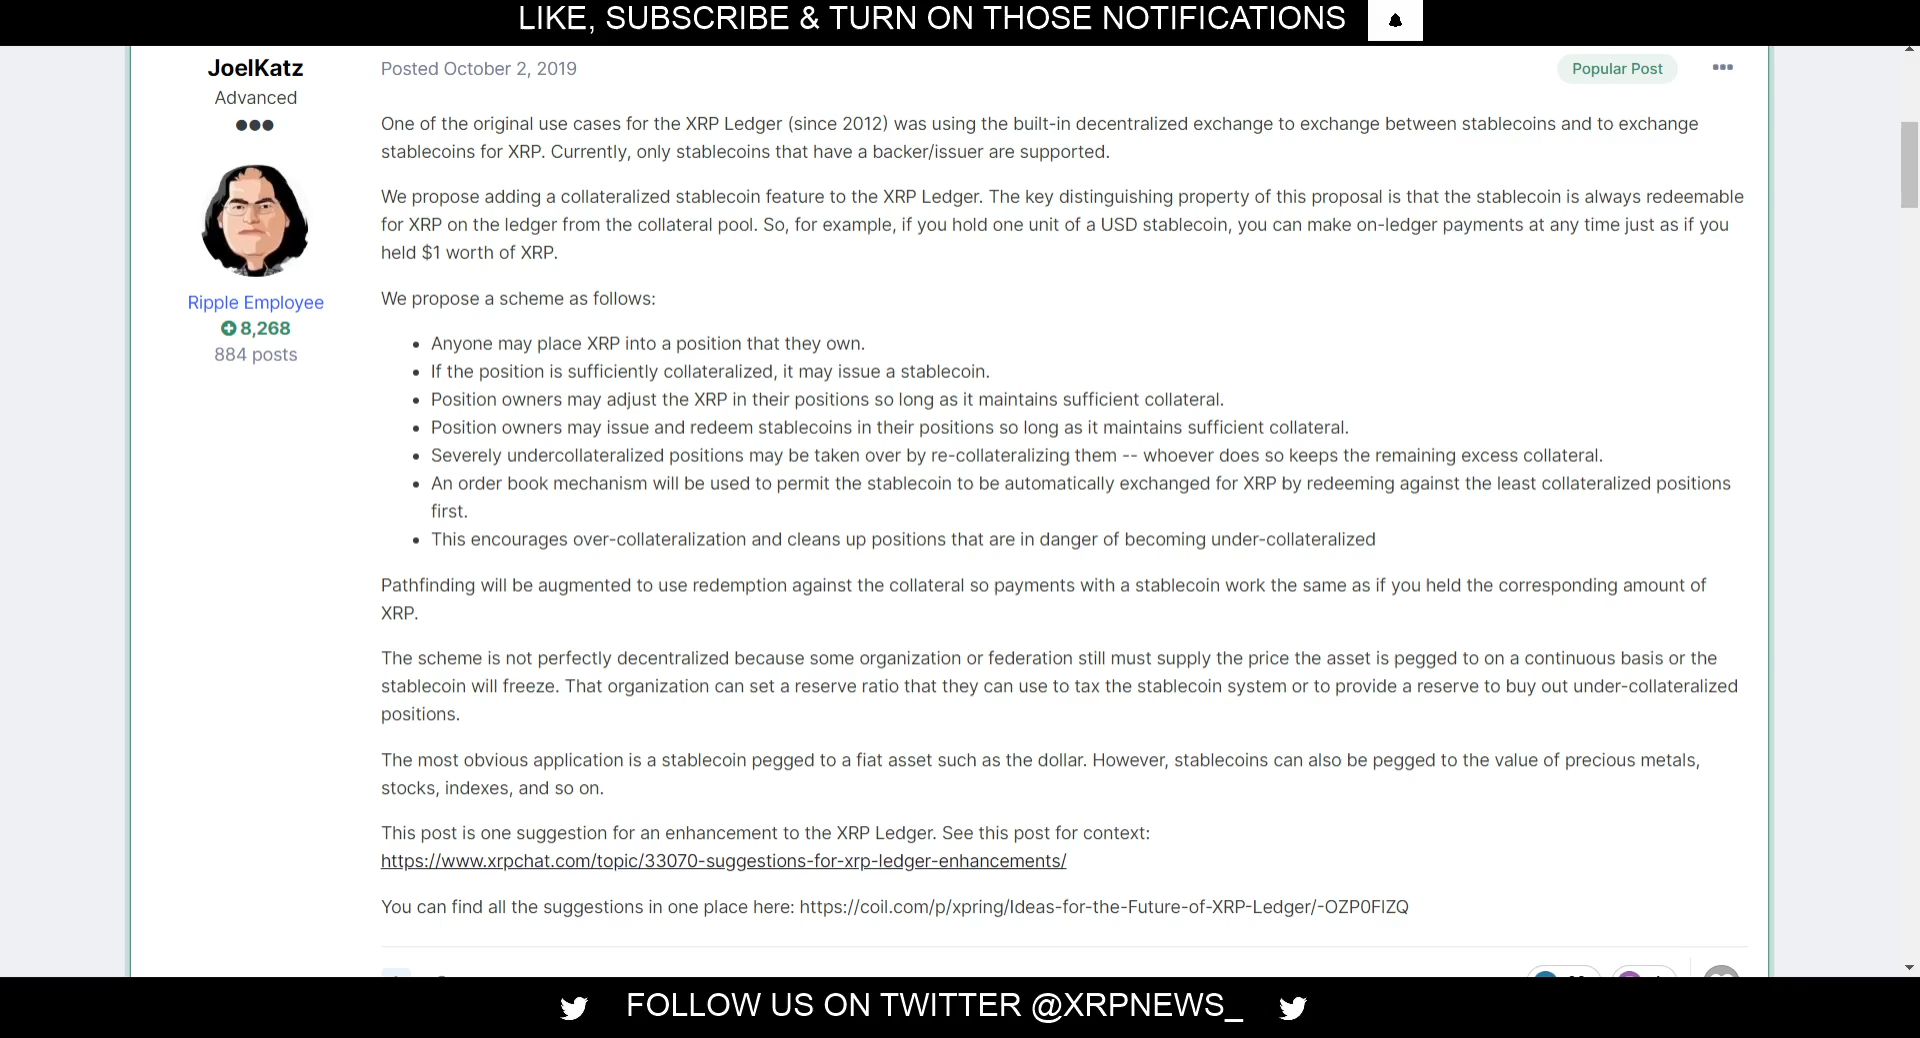 LIKE, SUBSCRIBE & TURN ON THOSE NOTIFICATIONS
JoelKatz
Advanced
Ripple Employee
8,268
884 posts
Posted October 2, 2019
Popular Post
One of the original use cases for the XRP Ledger (since 2012) was using the built-in decentralized exchange to exchange between stablecoins and to exchange
stablecoins for XRP. Currently, only stablecoins that have a backer/issuer are supported.
We propose adding a collateralized stablecoin feature to the XRP Ledger. The key distinguishing property of this proposal is that the stablecoin is always redeemable
for XRP on the ledger from the collateral pool. So, for example, if you hold one unit of a USD stablecoin, you can make on-ledger payments at any time just as if you
held $1 worth of XRP.
We propose a scheme as follows:
• Anyone may place XRP into a position that they own.
• If the position is sufficiently collateralized, it may issue a stablecoin.
• Position owners may adjust the XRP in their positions so long as it maintains sufficient collateral.
• Position owners may issue and redeem stablecoins in their positions so long as it maintains sufficient collateral.
• Severely undercollateralized positions may be taken over by re-collateralizing them -- whoever does so keeps the remaining excess collateral.
• An order book mechanism will be used to permit the stablecoin to be automatically exchanged for XRP by redeeming against the least collateralized positions
first.
• This encourages over-collateralization and cleans up positions that are in danger of becoming under-collateralized
Pathfinding will be augmented to use redemption against the collateral so payments with a stablecoin work the same as if you held the corresponding amount of
XRP.
The scheme is not perfectly decentralized because some organization or federation still must supply the price the asset is pegged to on a continuous basis or the
stablecoin will freeze. That organization can set a reserve ratio that they can use to tax the stablecoin system or to provide a reserve to buy out under-collateralized
positions.
The most obvious application is a stablecoin pegged to a fiat asset such as the dollar. However, stablecoins can also be pegged to the value of precious metals,
stocks, indexes, and so on.
This post is one suggestion for an enhancement to the XRP Ledger. See this post for context:
https://www.xrpchat.com/topic/33070-suggestions-for-xrp-ledger-enhancements/
You can find all the suggestions in one place here: https://coil.com/p/xpring/Ideas-for-the-Future-of-XRP-Ledger/-OZP0FIZQ
FOLLOW US ON TWITTER @XRPNEWS_